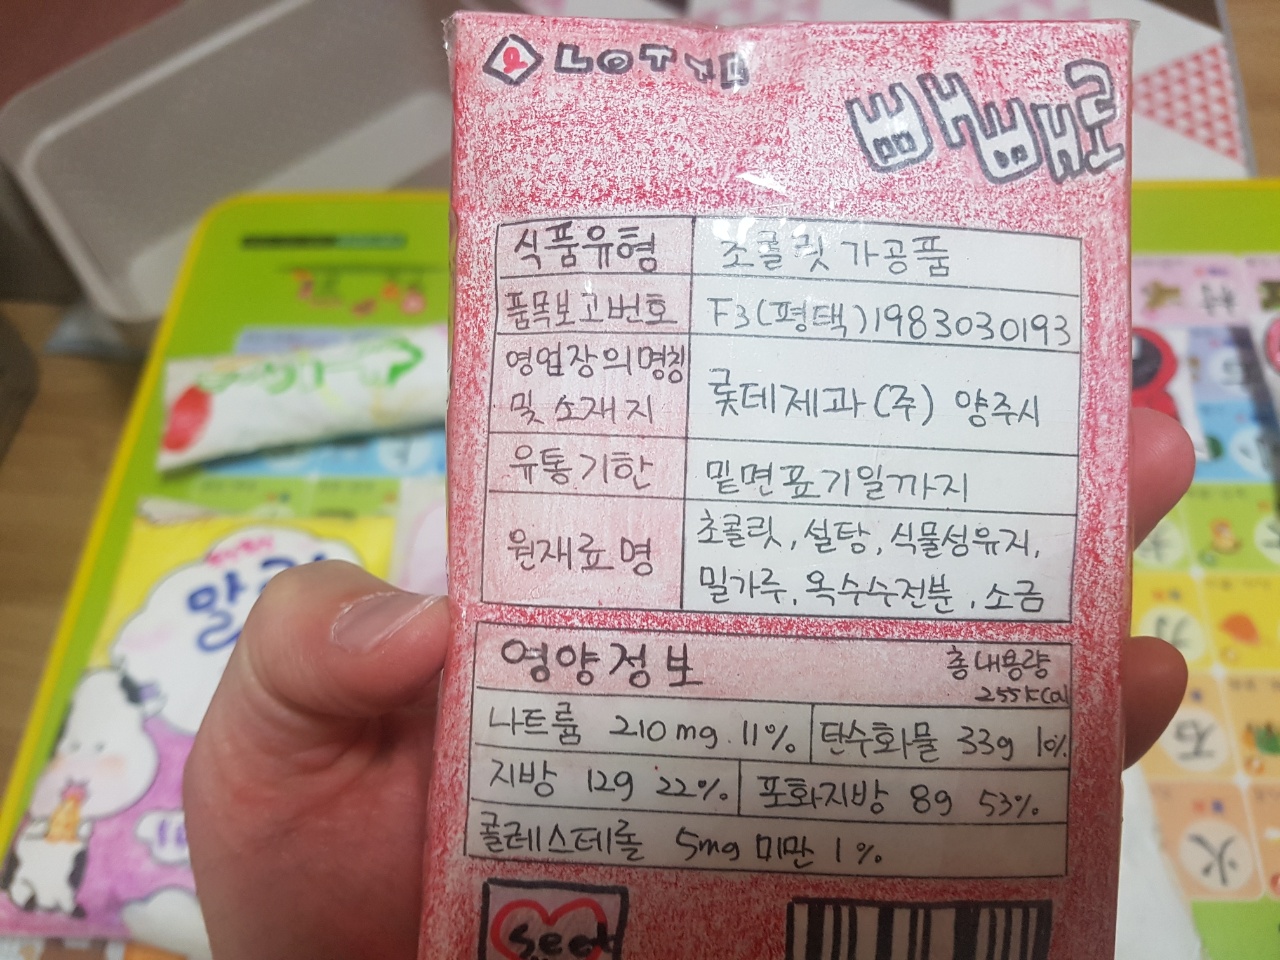 LOTTE
빼빼로
식품유형 초콜릿 가공품
품목보고번호 F3(평택)1983030193
영업장의명칭
및 소재지
롯데제과(주) 양주시
유통기한 밑면표기일까지
원재료명
초콜릿, 설탕, 식물성유지,
밀가루, 옥수수전분, 소금
영양정보
총내용량
255kcal
나트륨 210mg 11% 탄수화물 33g 10%
지방 12g 22% 포화지방 8g 53%
콜레스테롤 5mg 미만 1%
石
火